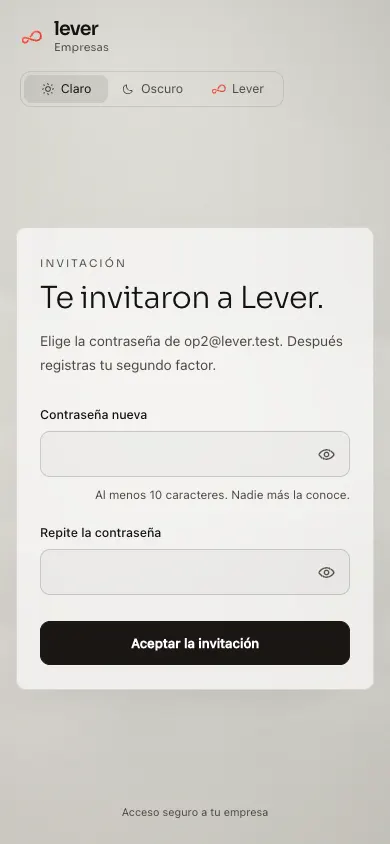 lever
Empresas
Claro Oscuro Lever
INVITACIÓN
Te invitaron a Lever.
Elige la contraseña de op2@lever.test. Después
registras tu segundo factor.
Contraseña nueva
Al menos 10 caracteres. Nadie más la conoce.
Repite la contraseña
Aceptar la invitación
Acceso seguro a tu empresa